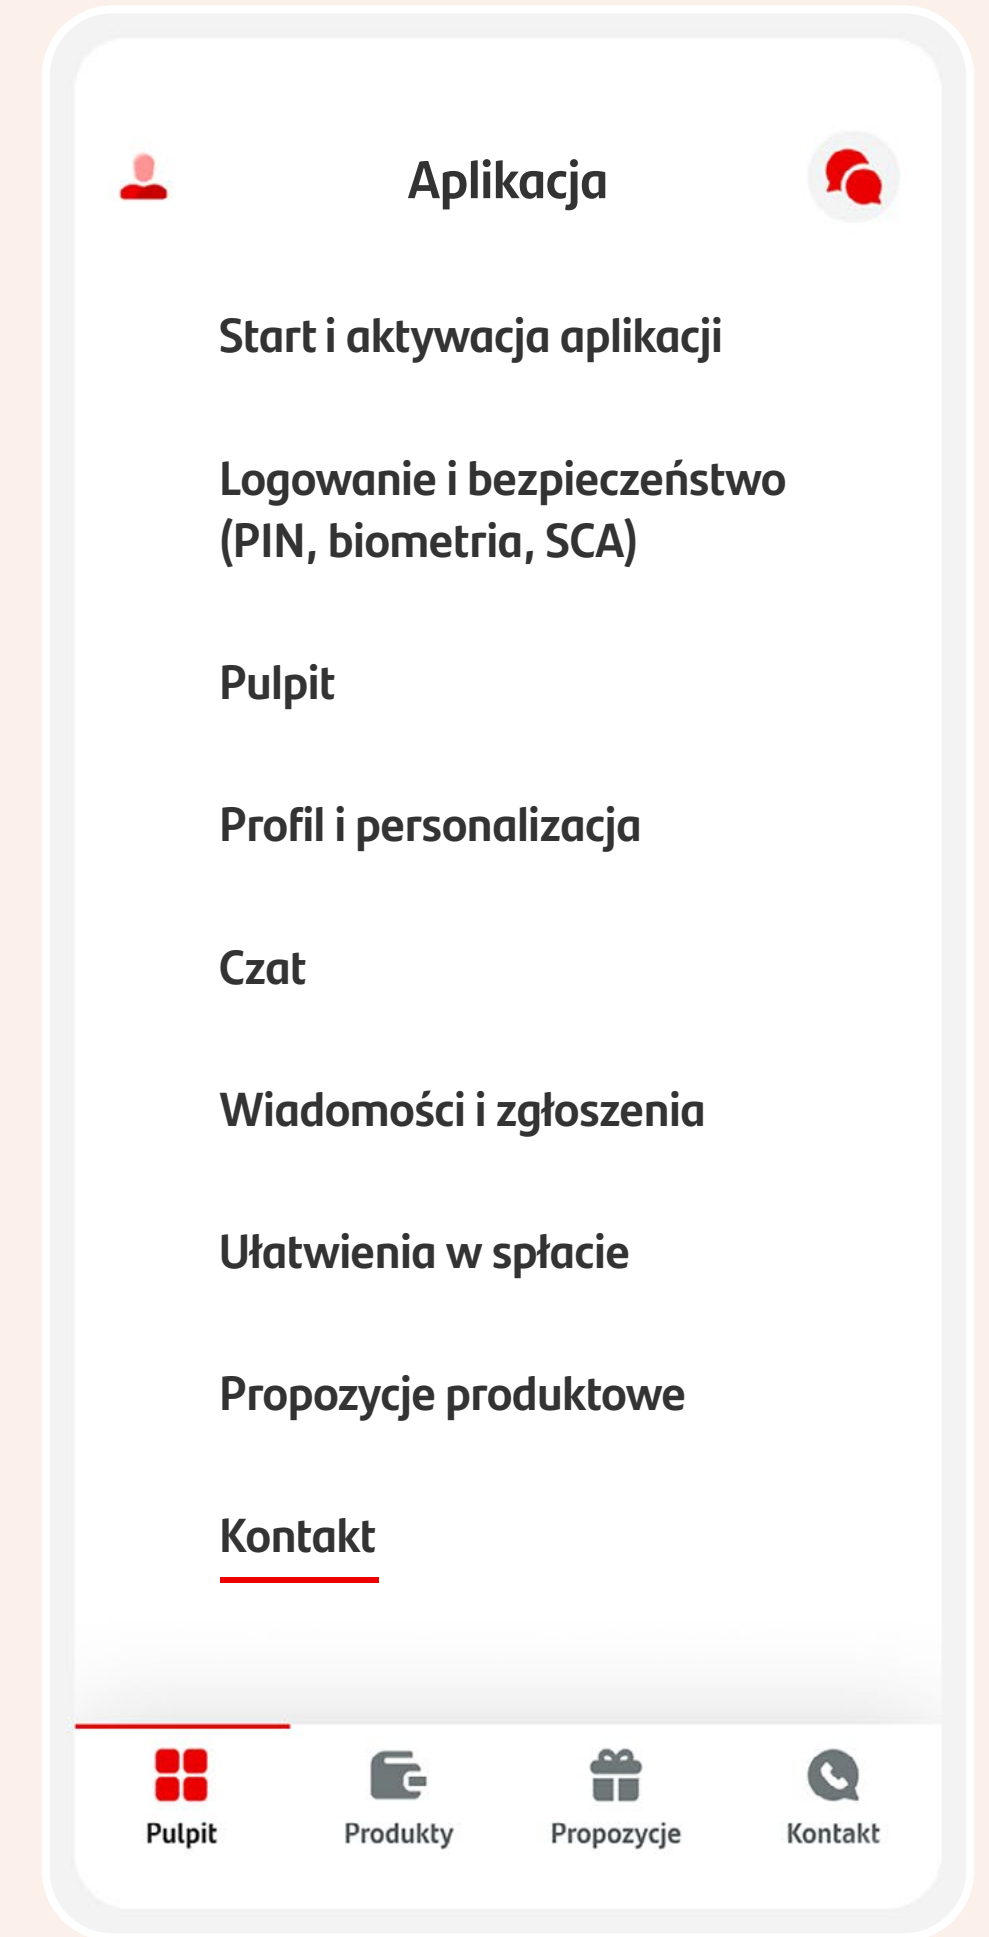 Aplikacja
Start i aktywacja aplikacji
Logowanie i bezpieczeństwo
(PIN, biometria, SCA)
Pulpit
Profil i personalizacja
Czat
Wiadomości i zgłoszenia
Ułatwienia w spłacie
Propozycje produktowe
Kontakt
Pulpit
Produkty
Propozycje
Kontakt